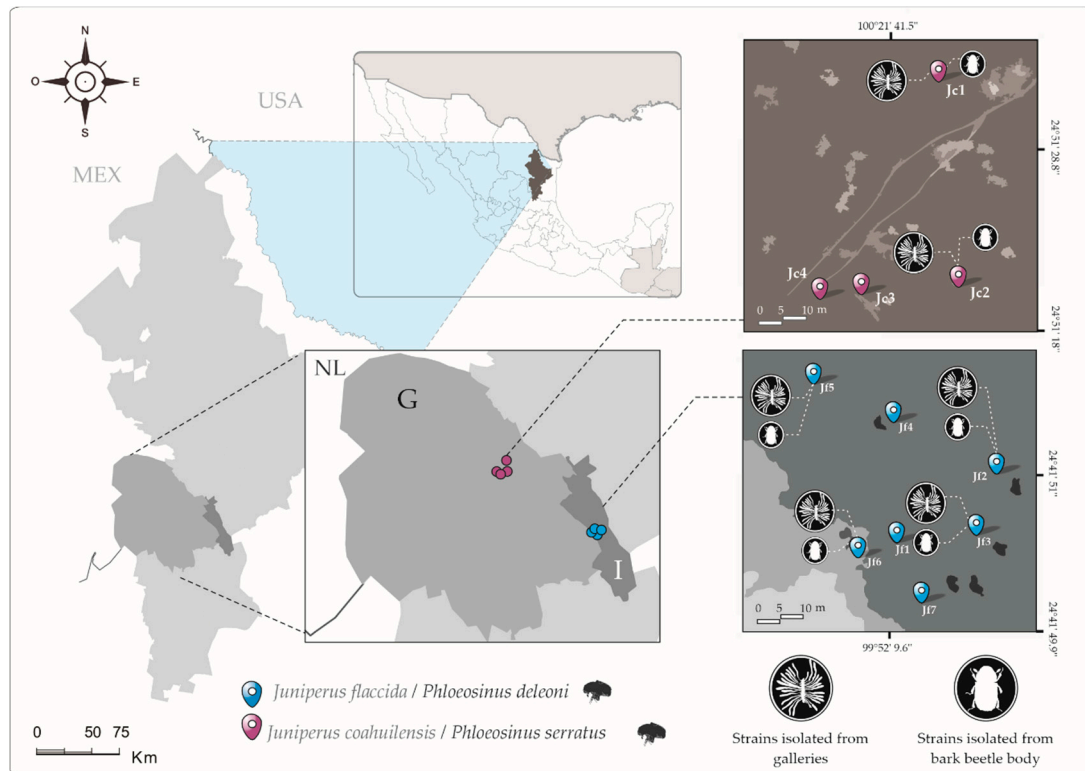 N
O
E
S
USA
MEX
100°21' 41.5"
Jc1
24°51' 28.8"
Jc4
Jc3
Jc2
0 5 10 m
24°51' 18"
NL
G
I
Jf5
Jf4
Jf2
24°41' 51"
Jf6
Jf1
Jf3
Jf7
0 5 10 m
24°41' 49.9"
99°52' 9.6"
Juniperus flaccida / Phloeosinus deleoni
Juniperus coahuilensis / Phloeosinus serratus
0 50 75
Km
Strains isolated from
galleries
Strains isolated from
bark beetle body